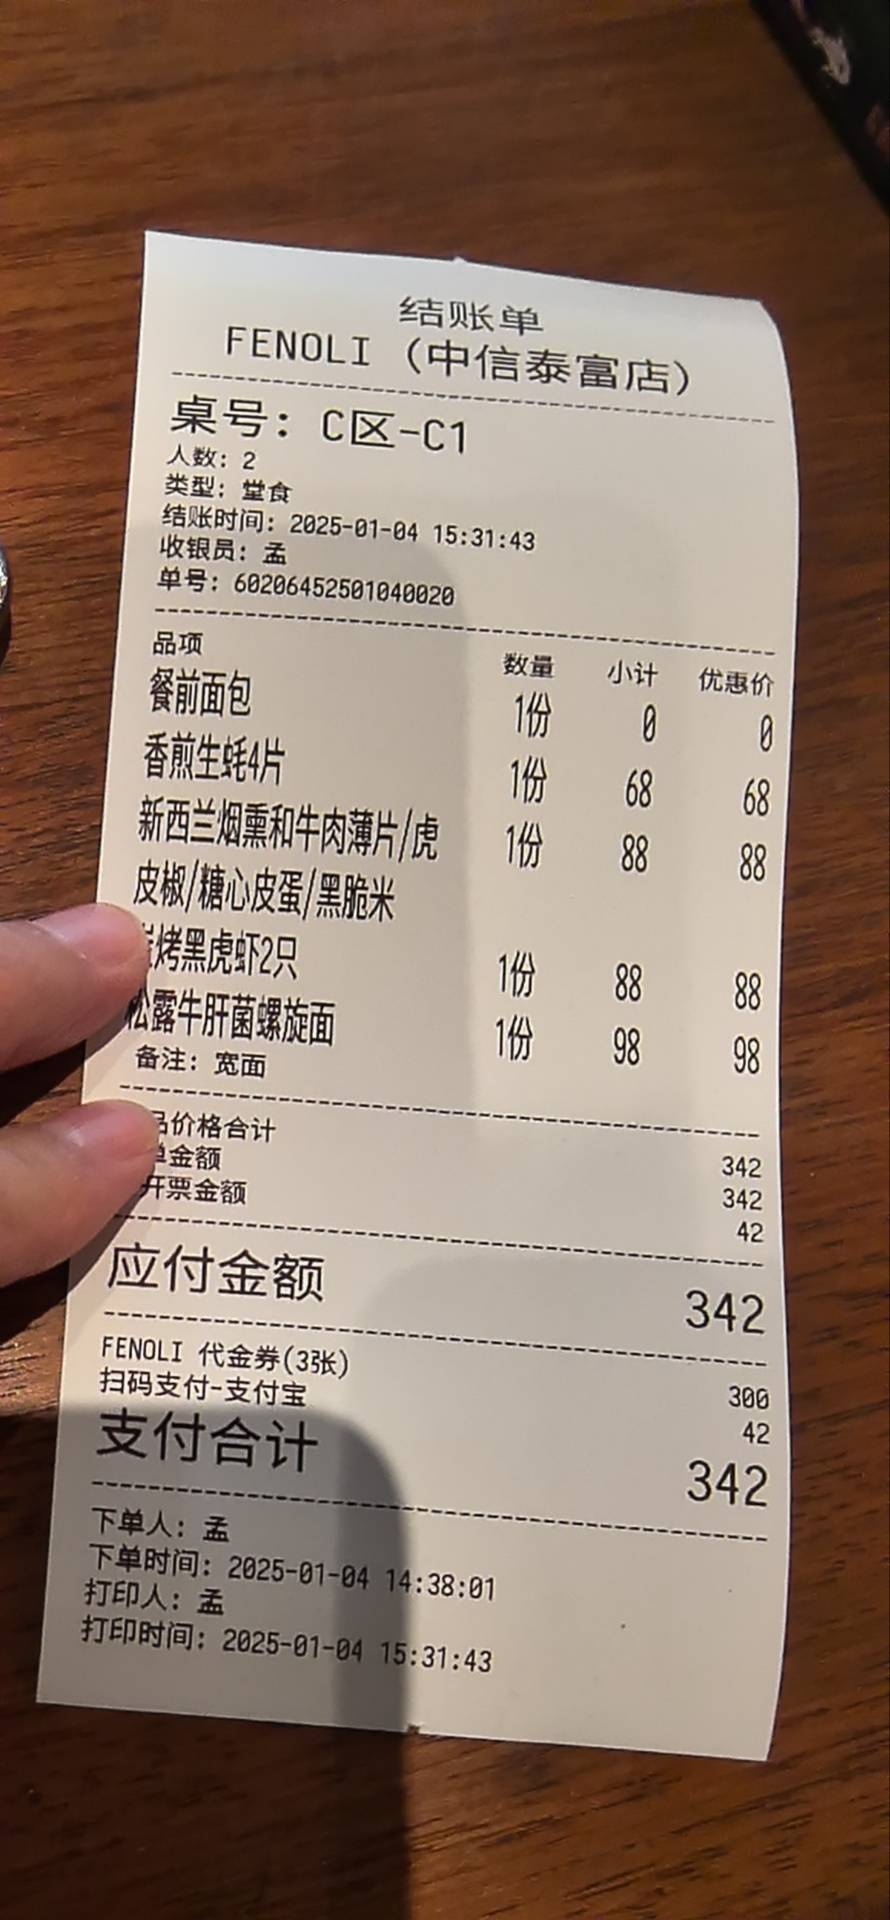 结账单
FENOLI (中信泰富店)
桌号: C区-C1
人数: 2
类型: 堂食
结账时间: 2025-01-04 15:31:43
收银员: 孟
单号: 60206452501040020
品项 数量 小计 优惠价
餐前面包 1份 0 0
香煎生蚝4片 1份 68 68
新西兰烟熏和牛肉薄片/虎 1份 88 88
皮椒/糖心皮蛋/黑脆米
烤黑虎虾2只 1份 88 88
松露牛肝菌螺旋面 1份 98 98
备注: 宽面
品价格合计 342
单金额 342
开票金额 42
应付金额 342
FENOLI 代金券(3张) 300
扫码支付-支付宝 42
支付合计 342
下单人: 孟
下单时间: 2025-01-04 14:38:01
打印人: 孟
打印时间: 2025-01-04 15:31:43